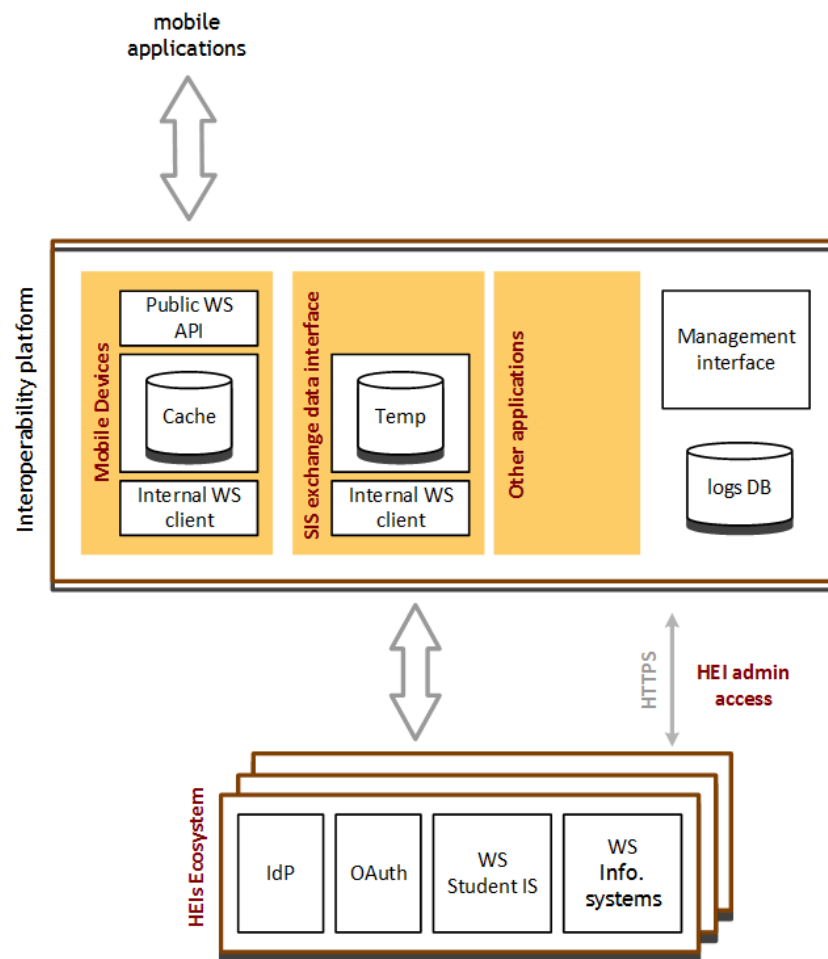 mobile
applications
Interoperability platform
Mobile Devices
Public WS
API
Cache
Internal WS
client
SIS exchange data interface
Temp
Internal WS
client
Other applications
Management
interface
logs DB
HTTPS
HEI admin
access
HEIs Ecosystem
IdP
OAuth
WS
Student IS
WS
Info.
systems